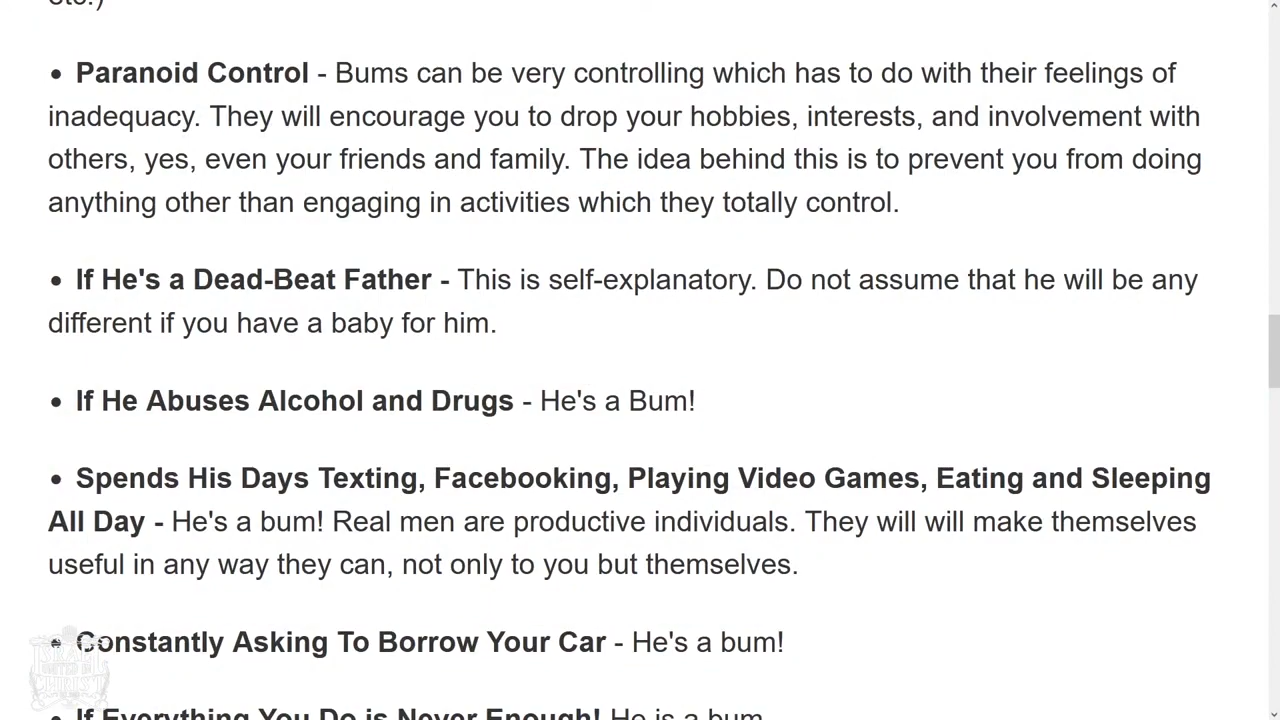 • Paranoid Control - Bums can be very controlling which has to do with their feelings of
inadequacy. They will encourage you to drop your hobbies, interests, and involvement with
others, yes, even your friends and family. The idea behind this is to prevent you from doing
anything other than engaging in activities which they totally control.
• If He's a Dead-Beat Father - This is self-explanatory. Do not assume that he will be any
different if you have a baby for him.
• If He Abuses Alcohol and Drugs - He's a Bum!
• Spends His Days Texting, Facebooking, Playing Video Games, Eating and Sleeping
All Day - He's a bum! Real men are productive individuals. They will will make themselves
useful in any way they can, not only to you but themselves.
• Constantly Asking To Borrow Your Car - He's a bum!
ISRAEL
UNITED IN
CHRIST
• If Everything You Do is Never Enough! He is a bum